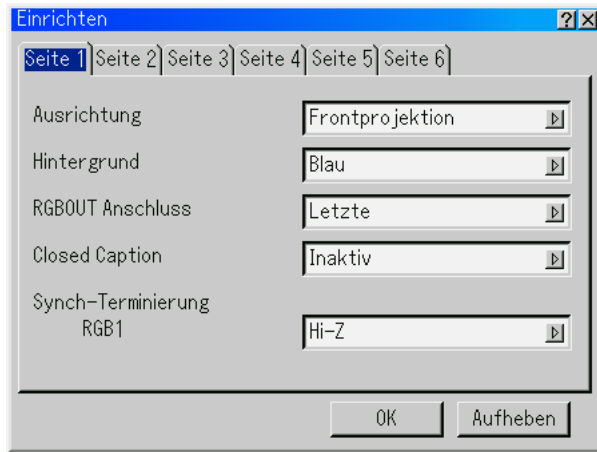 Einrichten
Seite 1 Seite 2 Seite 3 Seite 4 Seite 5 Seite 6
Ausrichtung Frontprojektion
Hintergrund Blau
RGBOUT Anschluss Letzte
Closed Caption Inaktiv
Synch-Terminierung
RGB1 Hi-Z
OK Aufheben